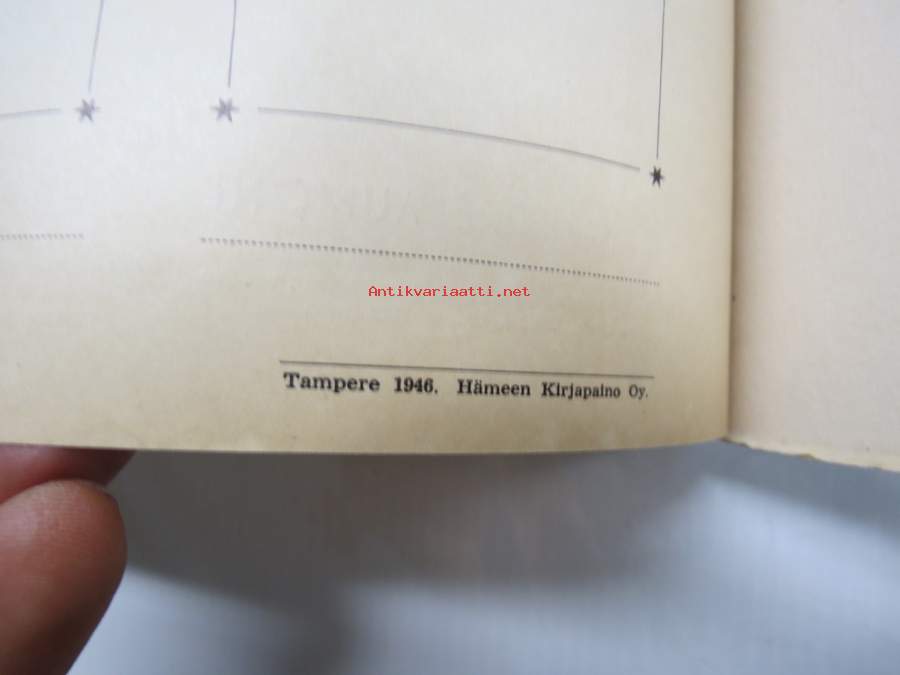 Antikvariaatti.net
Tampere 1946. Hämeen Kirjapaino Oy.